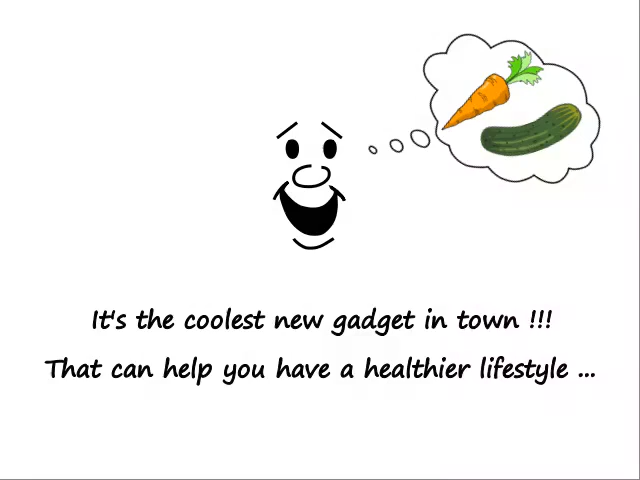 It's the coolest new gadget in town !!!
That can help you have a healthier lifestyle ...